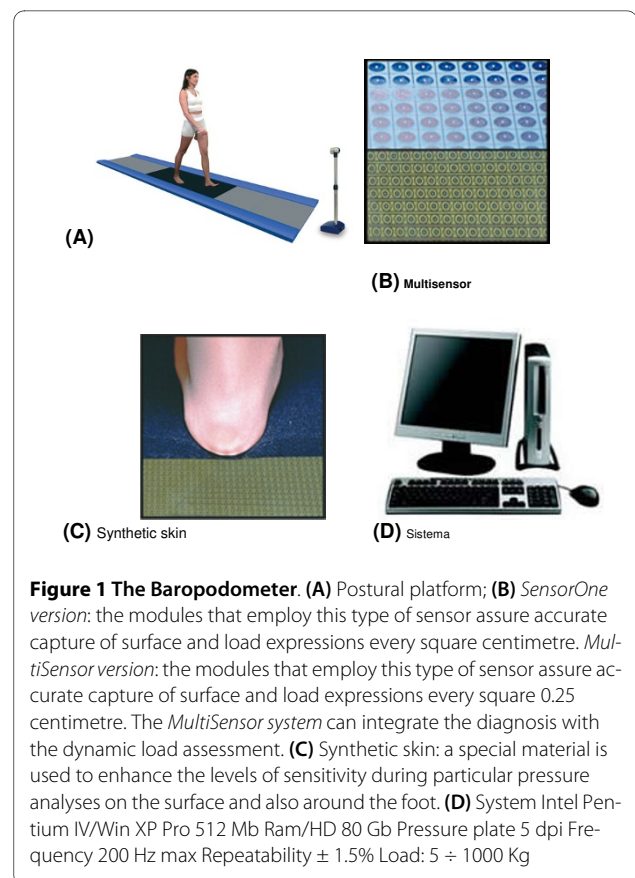 (A)
(B) Multisensor
(C) Synthetic skin
(D) Sistema
Figure 1 The Baropodometer. (A) Postural platform; (B) SensorOne
version: the modules that employ this type of sensor assure accurate
capture of surface and load expressions every square centimetre. Mul-
tiSensor version: the modules that employ this type of sensor assure ac-
curate capture of surface and load expressions every square 0.25
centimetre. The MultiSensor system can integrate the diagnosis with
the dynamic load assessment. (C) Synthetic skin: a special material is
used to enhance the levels of sensitivity during particular pressure
analyses on the surface and also around the foot. (D) System Intel Pen-
tium IV/Win XP Pro 512 Mb Ram/HD 80 Gb Pressure plate 5 dpi Fre-
quency 200 Hz max Repeatability ± 1.5% Load: 5 ÷ 1000 Kg